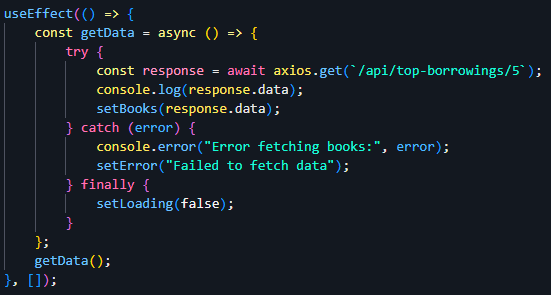 useEffect(() => {
    const getData = async () => {
        try {
            const response = await axios.get(`/api/top-borrowings/5`);
            console.log(response.data);
            setBooks(response.data);
        } catch (error) {
            console.error("Error fetching books:", error);
            setError("Failed to fetch data");
        } finally {
            setLoading(false);
        }
    };
    getData();
}, []);